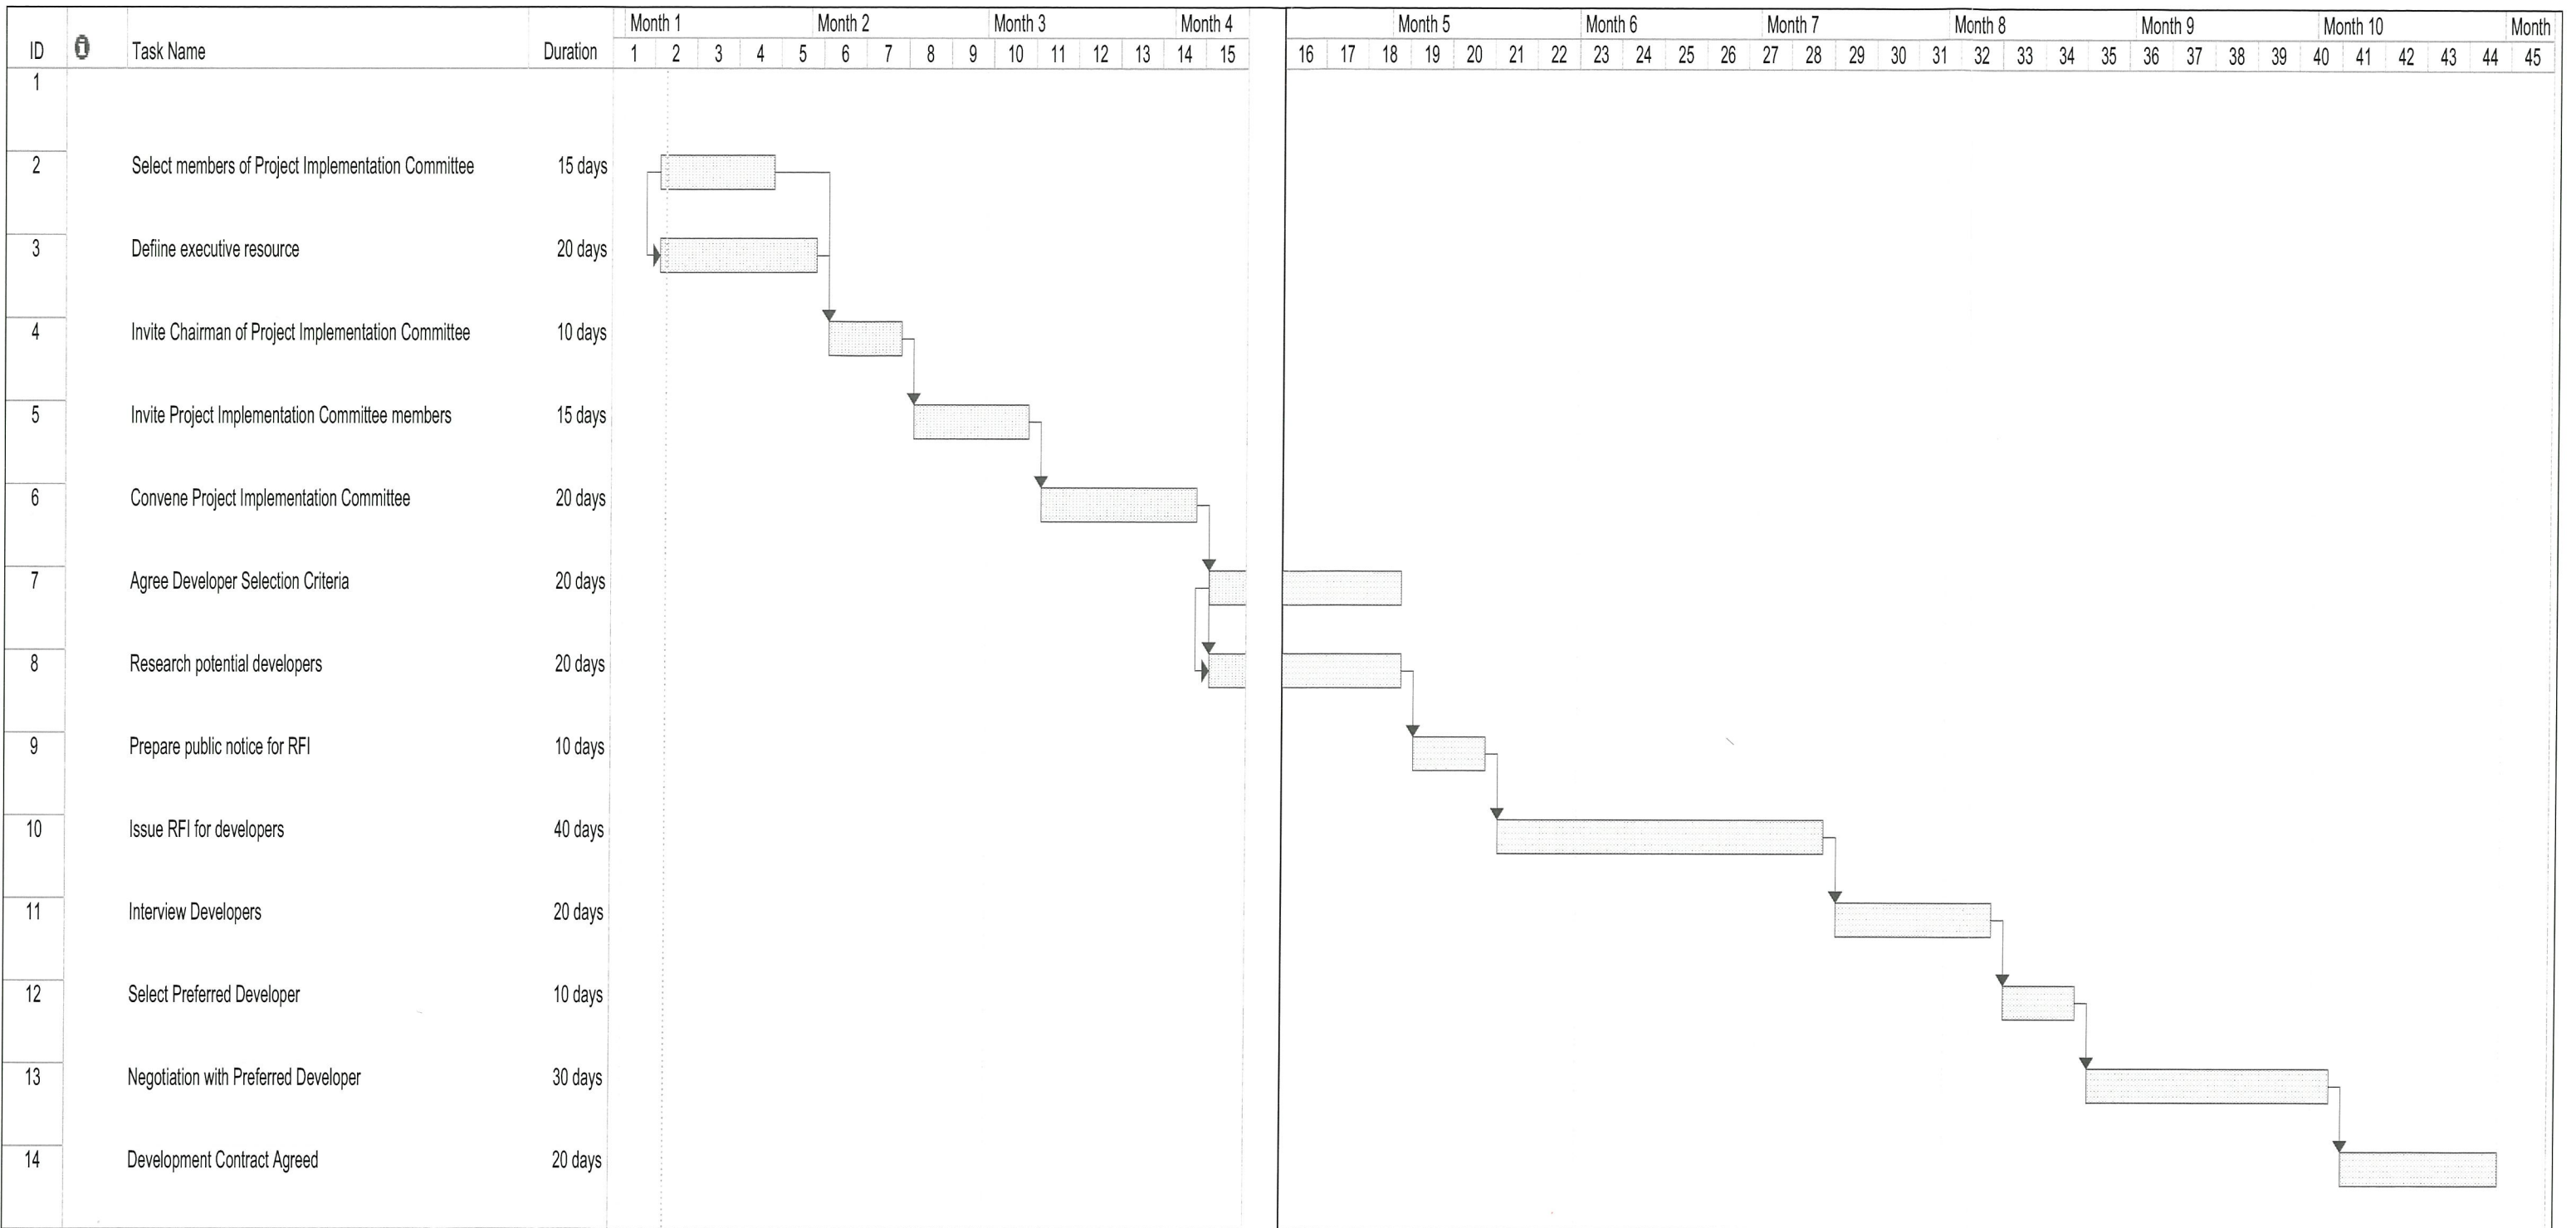 Month 1 Month 2 Month 3 Month 4 Month 5 Month 6 Month 7 Month 8 Month 9 Month 10 Month
ID Task Name Duration 1 2 3 4 5 6 7 8 9 10 11 12 13 14 15 16 17 18 19 20 21 22 23 24 25 26 27 28 29 30 31 32 33 34 35 36 37 38 39 40 41 42 43 44 45
1
2 Select members of Project Implementation Committee 15 days
3 Defiine executive resource 20 days
4 Invite Chairman of Project Implementation Committee 10 days
5 Invite Project Implementation Committee members 15 days
6 Convene Project Implementation Committee 20 days
7 Agree Developer Selection Criteria 20 days
8 Research potential developers 20 days
9 Prepare public notice for RFI 10 days
10 Issue RFI for developers 40 days
11 Interview Developers 20 days
12 Select Preferred Developer 10 days
13 Negotiation with Preferred Developer 30 days
14 Development Contract Agreed 20 days